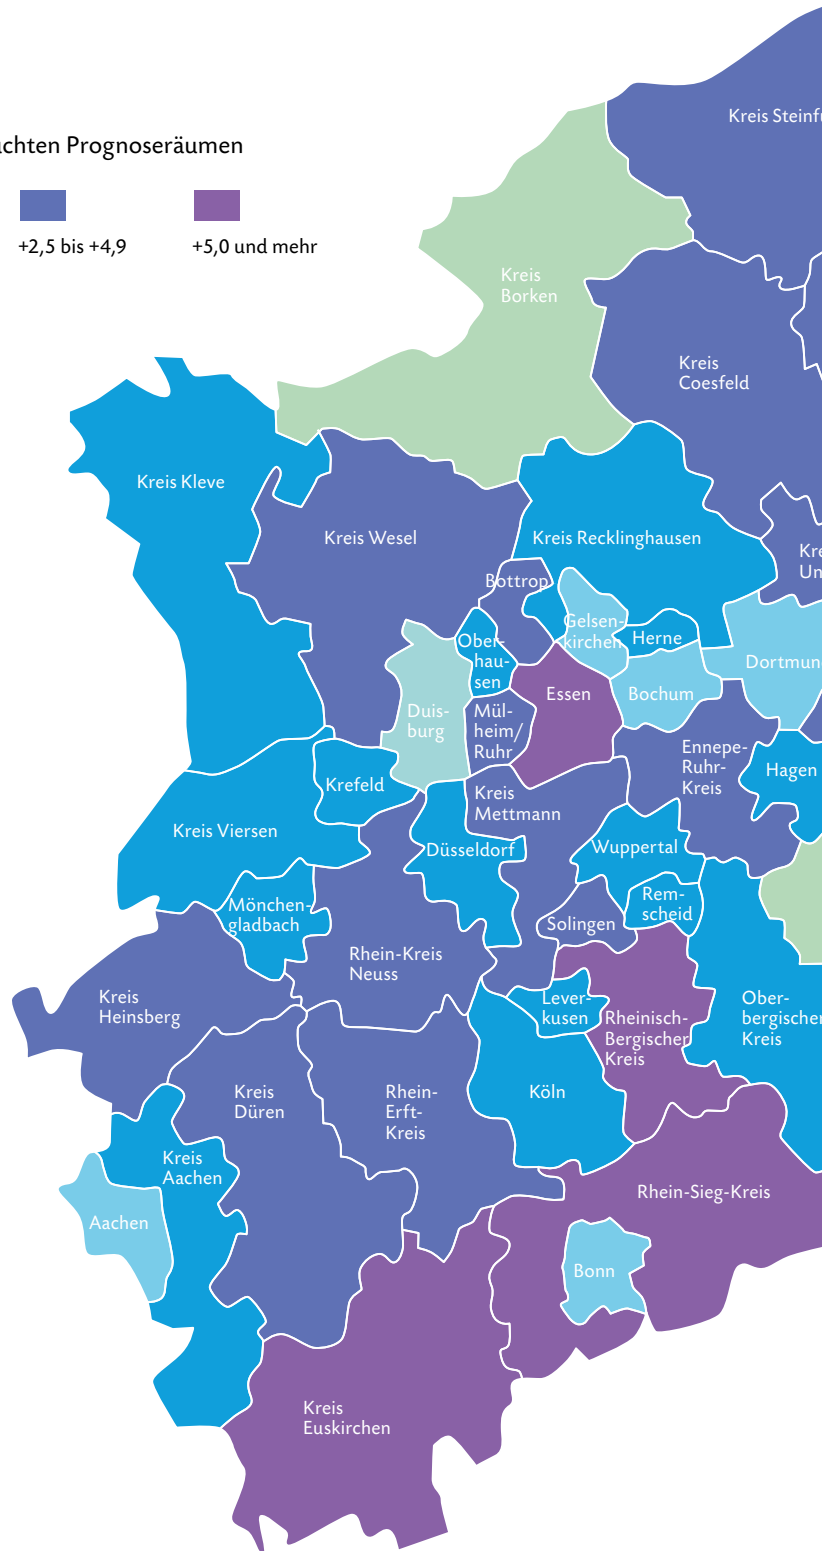 uchten Prognoseräumen
+2,5 bis +4,9
+5,0 und mehr
Kreis Steinfu
Kreis
Borken
Kreis
Coesfeld
Kreis Kleve
Kreis Wesel
Kreis Recklinghausen
Kre
Un
Bottrop
Gelsen-
kirchen
Herne
Ober-
hau-
sen
Dortmun
Essen
Bochum
Duis-
burg
Mül-
heim/
Ruhr
Ennepe-
Ruhr-
Kreis
Hagen
Krefeld
Kreis
Mettmann
Kreis Viersen
Düsseldorf
Wuppertal
Mönchen-
gladbach
Rem-
scheid
Solingen
Rhein-Kreis
Neuss
Kreis
Heinsberg
Lever-
kusen
Rheinisch-
Bergischer
Kreis
Ober-
bergischer
Kreis
Kreis
Düren
Rhein-
Erft-
Kreis
Köln
Kreis
Aachen
Rhein-Sieg-Kreis
Aachen
Bonn
Kreis
Euskirchen